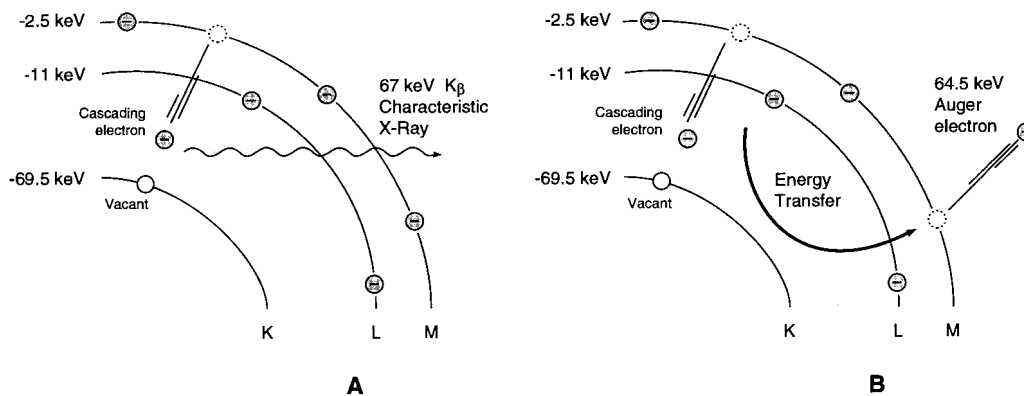 -2.5 keV
-11 keV
67 keV Kβ
Characteristic
X-Ray
Cascading
electron
-69.5 keV
Vacant
K
L
M
A
-2.5 keV
-11 keV
64.5 keV
Auger
electron
Cascading
electron
-69.5 keV
Vacant
Energy
Transfer
K
L
M
B